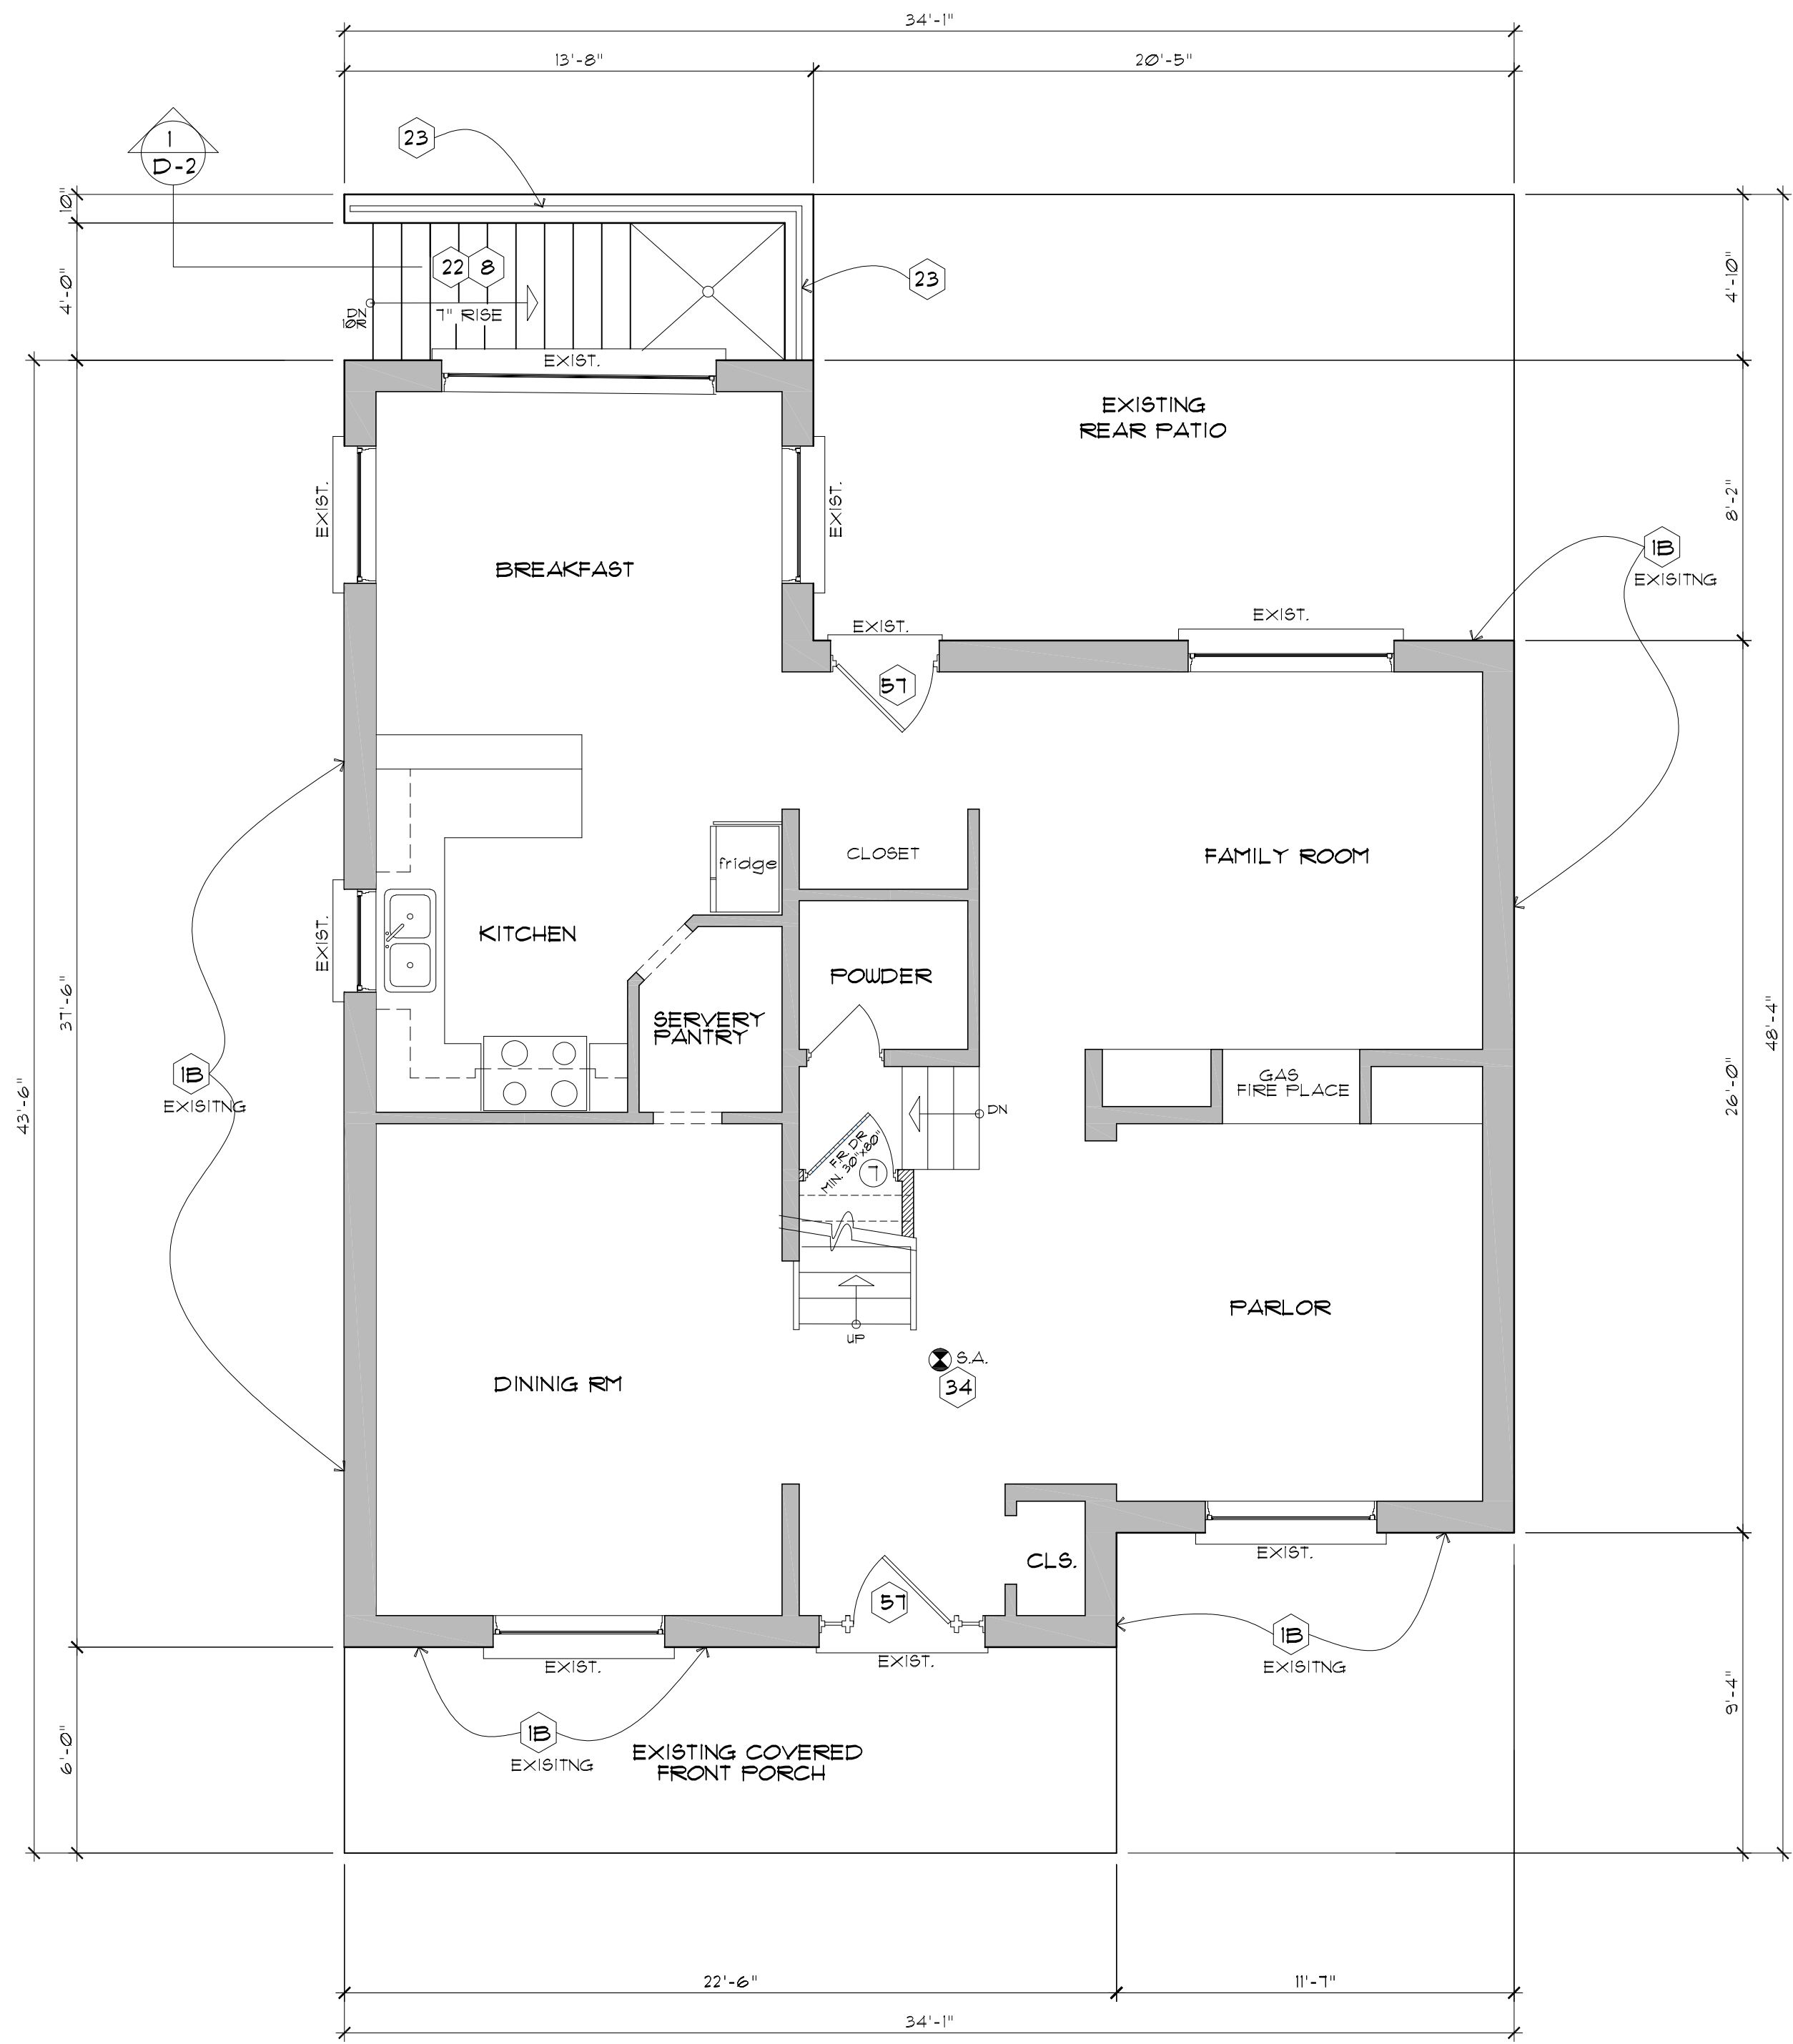 34'-1"
13'-8"
20'-5"
1
D-2
23
10"
4'-0"
22
8
23
4'-10"
DN
10R
7" RISE
EXIST.
EXISTING
REAR PATIO
EXIST.
EXIST.
8'-2"
1B
EXISITNG
BREAKFAST
EXIST.
EXIST.
57
fridge
CLOSET
FAMILY ROOM
KITCHEN
EXIST.
POWDER
SERVERY
PANTRY
37'-6"
48'-4"
43'-6"
1B
EXISITNG
GAS
FIRE PLACE
26'-0"
DN
F.R. DR
MIN. 30"x80"
7
UP
PARLOR
S.A.
34
DININIG RM
CLS.
EXIST.
57
EXIST.
EXIST.
1B
EXISITNG
9'-4"
6'-0"
1B
EXISITNG
EXISTING COVERED
FRONT PORCH
22'-6"
11'-7"
34'-1"